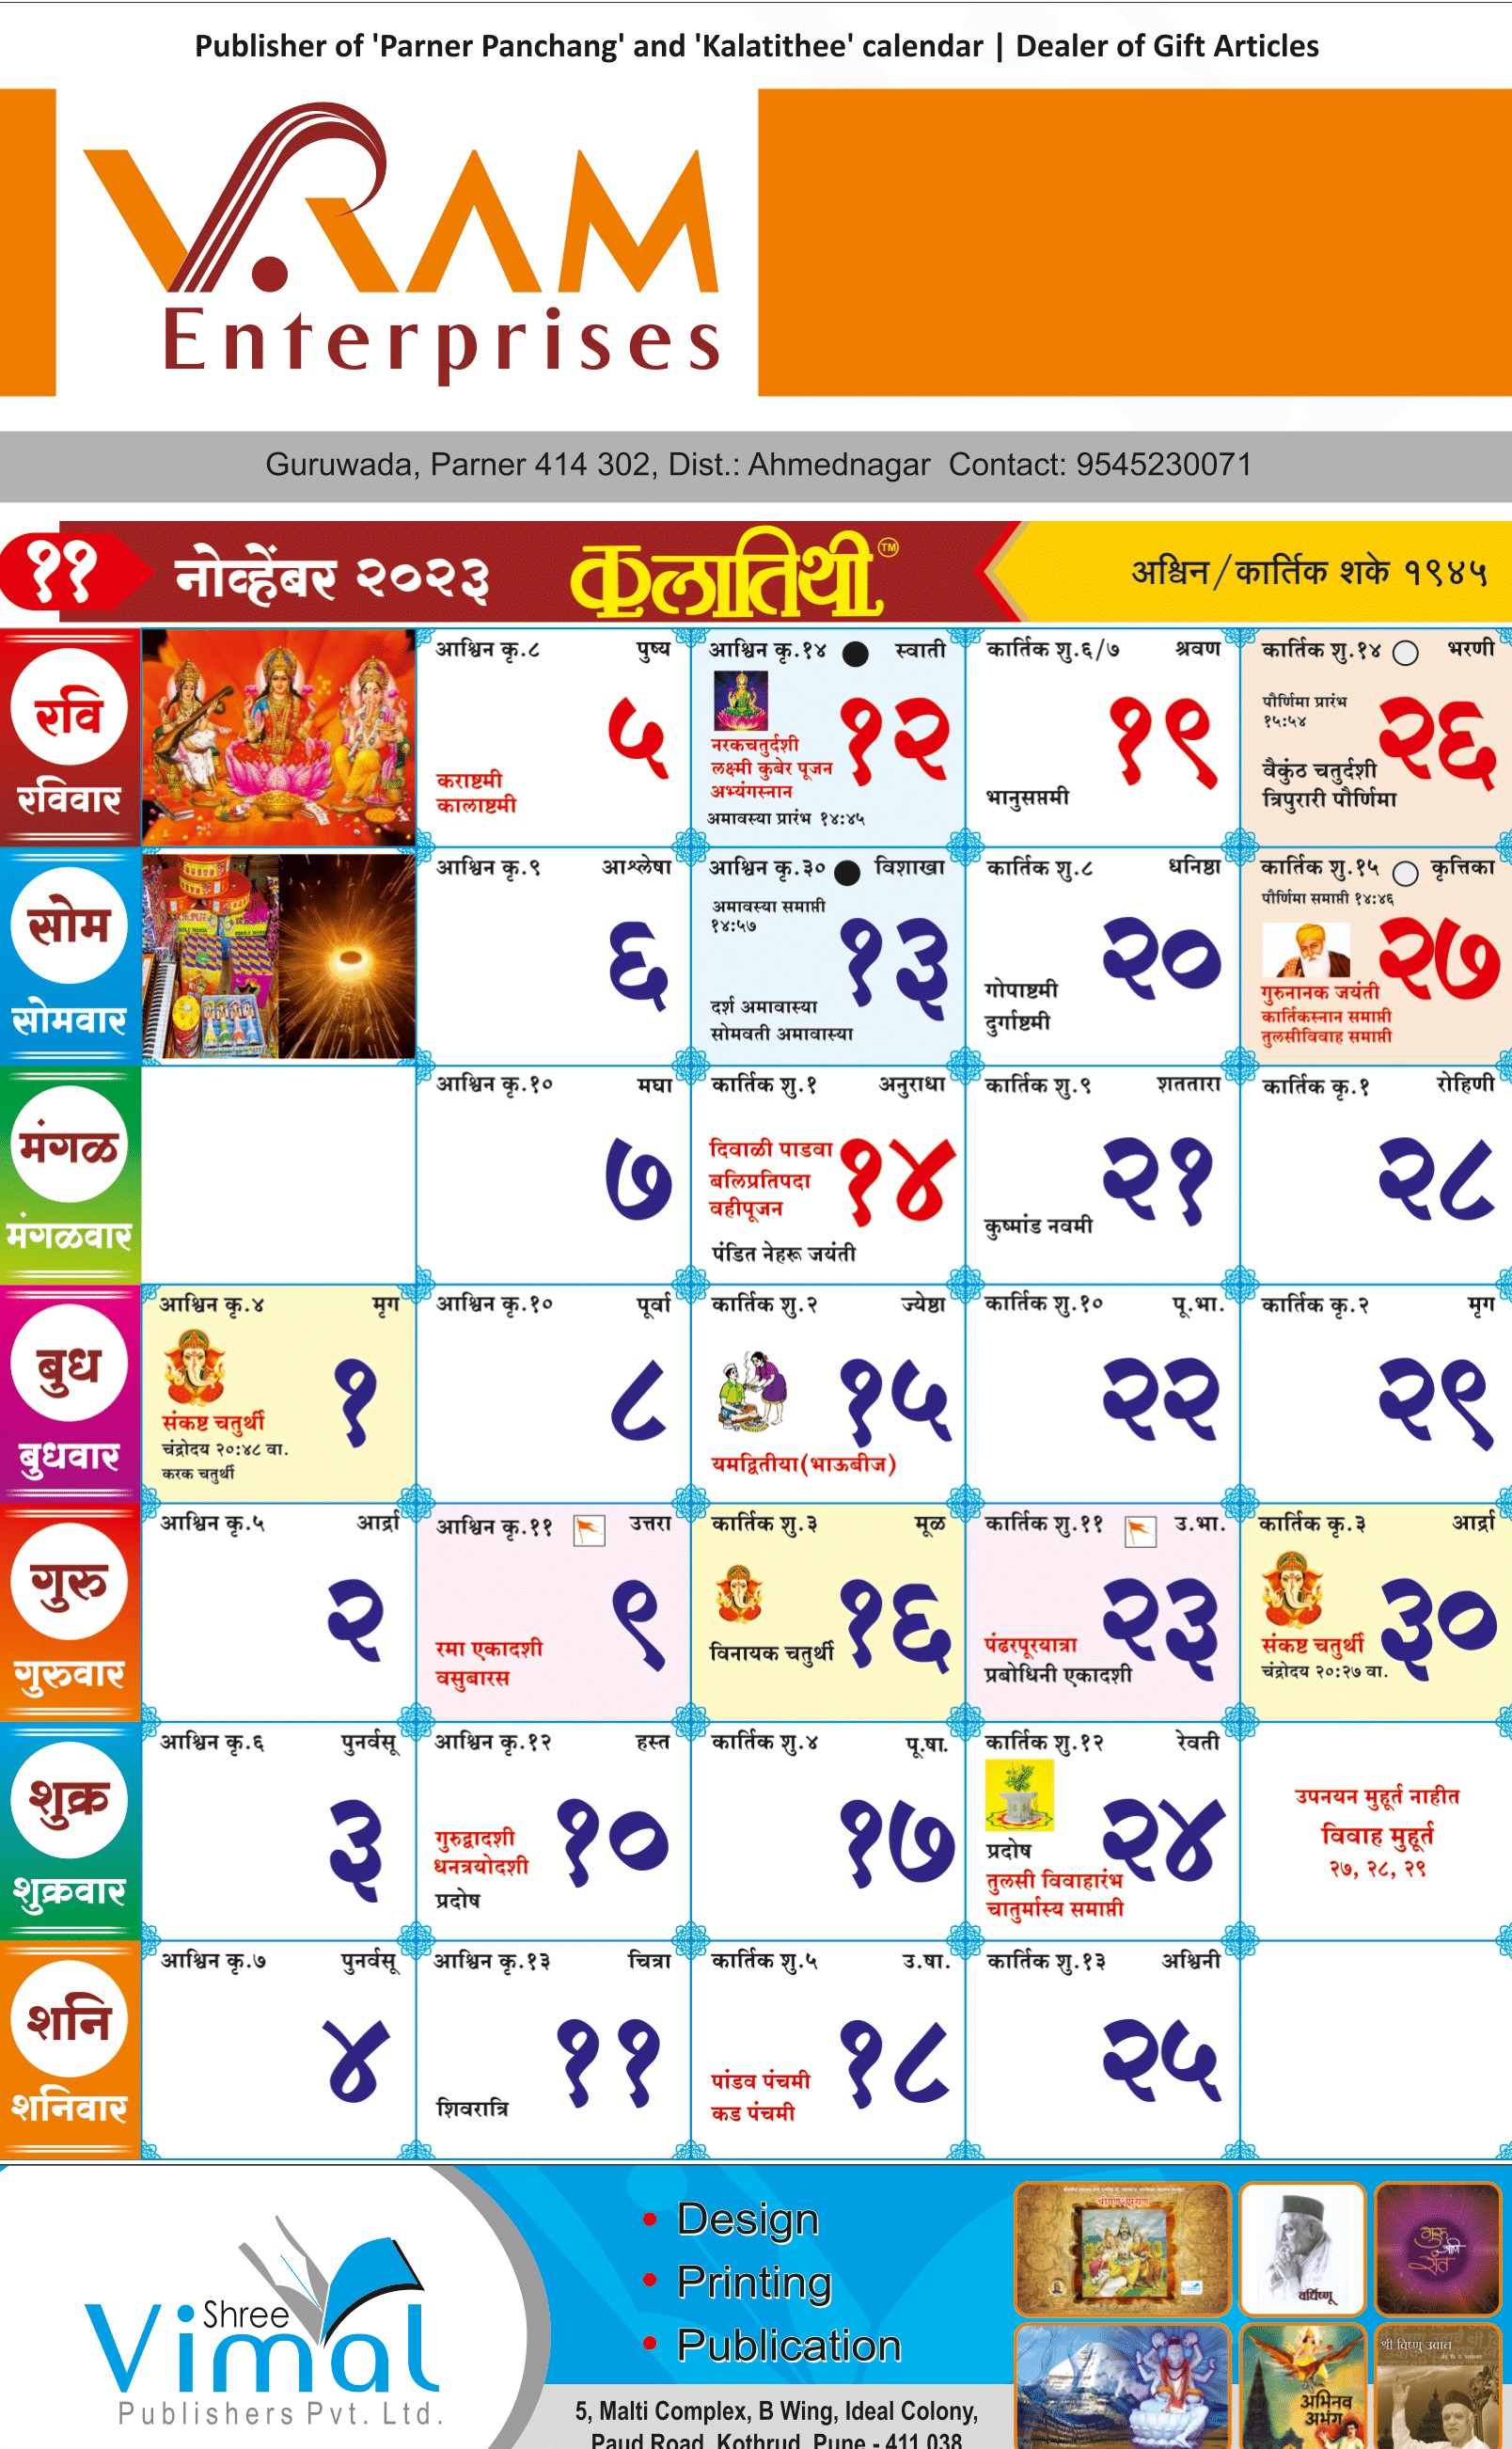 Publisher of 'Parner Panchang' and 'Kalatithee' calendar | Dealer of Gift Articles
V.RAM
Enterprises
Guruwada, Parner 414 302, Dist.: Ahmednagar Contact: 9545230071
११ नोव्हेंबर २०२३ कलातिथी TM अश्विन/कार्तिक शके १९४५
रवि
रविवार
आश्विन कृ.८ पुष्य
५
कराष्टमी
कालाष्टमी
आश्विन कृ.१४ स्वाती
१२
नरकचतुर्दशी
लक्ष्मी कुबेर पूजन
अभ्यंगस्नान
अमावस्या प्रारंभ १४:४५
कार्तिक शु.६/७ श्रवण
१९
भानुसप्तमी
कार्तिक शु.१४ भरणी
पौर्णिमा प्रारंभ
१५:५४
२६
वैकुंठ चतुर्दशी
त्रिपुरारी पौर्णिमा
सोम
सोमवार
आश्विन कृ.९ आश्लेषा
६
आश्विन कृ.३० विशाखा
अमावस्या समाप्ती
१४:५७
१३
दर्श अमावास्या
सोमवती अमावास्या
कार्तिक शु.८ धनिष्ठा
२०
गोपाष्टमी
दुर्गाष्टमी
कार्तिक शु.१५ कृत्तिका
पौर्णिमा समाप्ती १४:४६
२७
गुरुनानक जयंती
कार्तिकस्नान समाप्ती
तुलसीविवाह समाप्ती
मंगळ
मंगळवार
आश्विन कृ.१० मघा
७
कार्तिक शु.१ अनुराधा
दिवाळी पाडवा
बलिप्रतिपदा
वहीपूजन
१४
पंडित नेहरू जयंती
कार्तिक शु.९ शततारा
२१
कुष्मांड नवमी
कार्तिक कृ.१ रोहिणी
२८
बुध
बुधवार
आश्विन कृ.४ मृग
१
संकष्ट चतुर्थी
चंद्रोदय २०:४८ वा.
करक चतुर्थी
आश्विन कृ.१० पूर्वा
८
कार्तिक शु.२ ज्येष्ठा
१५
यमद्वितीया(भाऊबीज)
कार्तिक शु.१० पू.भा.
२२
कार्तिक कृ.२ मृग
२९
गुरु
गुरुवार
आश्विन कृ.५ आर्द्रा
२
आश्विन कृ.११ उत्तरा
९
रमा एकादशी
वसुबारस
कार्तिक शु.३ मूळ
१६
विनायक चतुर्थी
कार्तिक शु.११ उ.भा.
२३
पंढरपूरयात्रा
प्रबोधिनी एकादशी
कार्तिक कृ.३ आर्द्रा
३०
संकष्ट चतुर्थी
चंद्रोदय २०:२७ वा.
शुक्र
शुक्रवार
आश्विन कृ.६ पुनर्वसू
३
आश्विन कृ.१२ हस्त
१०
गुरुद्वादशी
धनत्रयोदशी
प्रदोष
कार्तिक शु.४ पू.षा.
१७
कार्तिक शु.१२ रेवती
२४
प्रदोष
तुलसी विवाहारंभ
चातुर्मास्य समाप्ती
उपनयन मुहूर्त नाहीत
विवाह मुहूर्त
२७, २८, २९
शनि
शनिवार
आश्विन कृ.७ पुनर्वसू
४
आश्विन कृ.१३ चित्रा
११
शिवरात्रि
कार्तिक शु.५ उ.षा.
१८
पांडव पंचमी
कड पंचमी
कार्तिक शु.१३ अश्विनी
२५
Shree
Vimal
Publishers Pvt. Ltd.
• Design
• Printing
• Publication
5, Malti Complex, B Wing, Ideal Colony,
Paud Road, Kothrud, Pune - 411 038
वर्धिष्णू
गुरू
आणि
संत
अभिनव
अभंग
श्री विष्णु उवाच